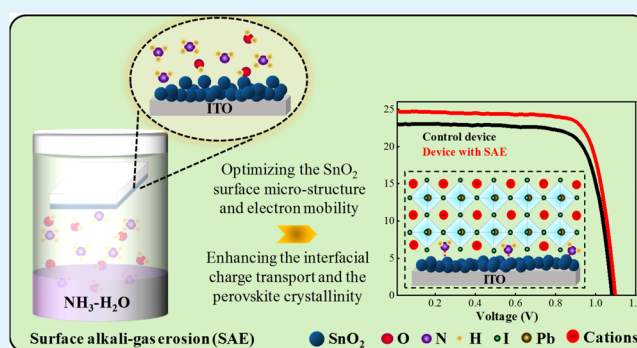 ITO
Optimizing the SnO₂
surface micro-structure
and electron mobility
Enhancing the interfacial
charge transport and the
perovskite crystallinity
NH₃-H₂O
Surface alkali-gas erosion (SAE)
25
20
15
10
5
0
Control device
Device with SAE
ITO
0.2 0.4 0.6 0.8 1.0 1.2
Voltage (V)
SnO₂ O N H I Pb Cations